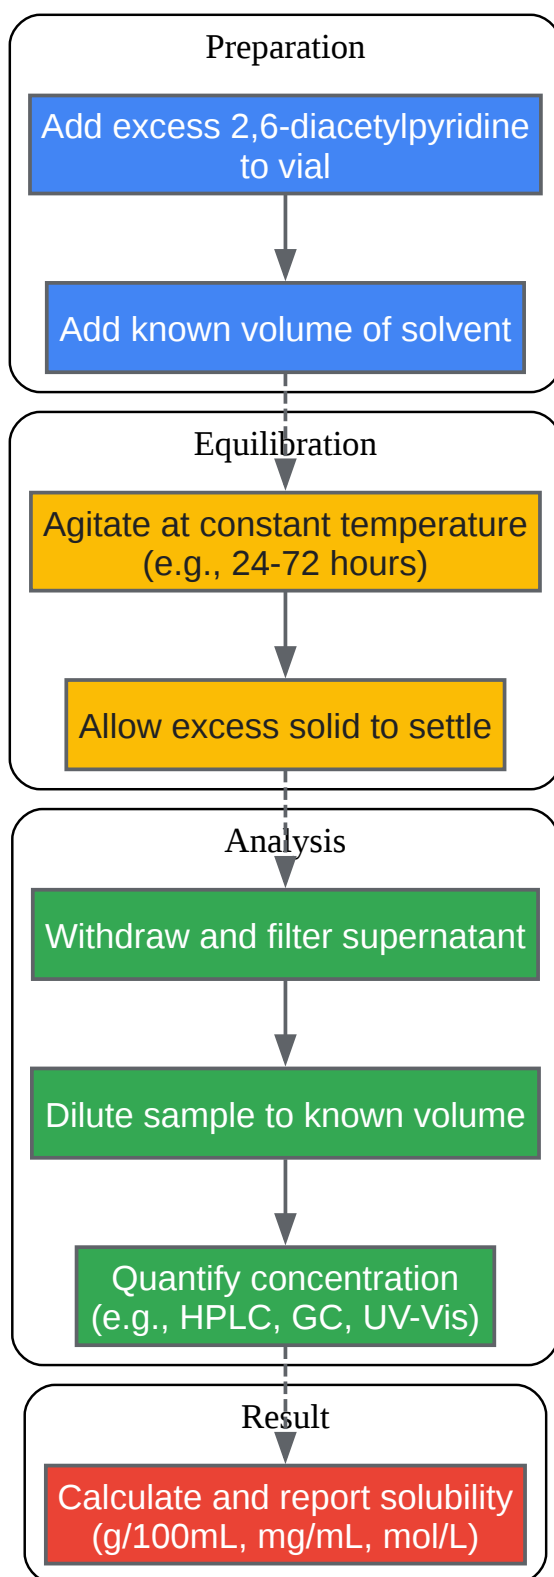 Preparation
Add excess 2,6-diacetylpyridine
to vial
Add known volume of solvent
Equilibration
Agitate at constant temperature
(e.g., 24-72 hours)
Allow excess solid to settle
Analysis
Withdraw and filter supernatant
Dilute sample to known volume
Quantify concentration
(e.g., HPLC, GC, UV-Vis)
Result
Calculate and report solubility
(g/100mL, mg/mL, mol/L)